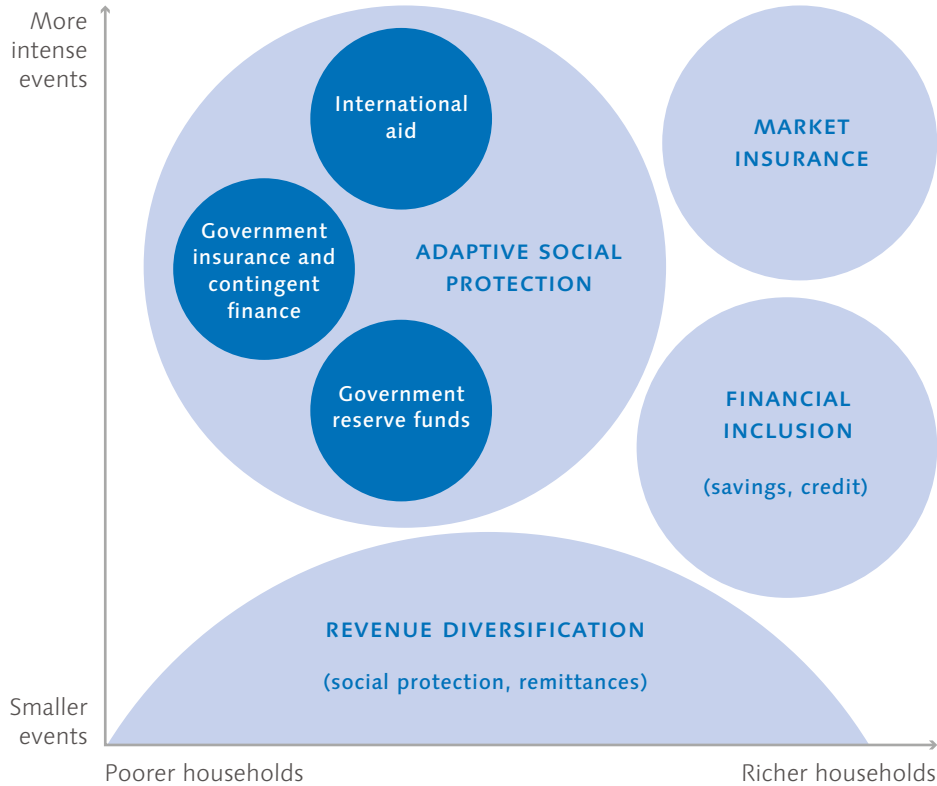 More
intense
events
International
aid
MARKET
INSURANCE
Government
insurance and
contingent
finance
ADAPTIVE SOCIAL
PROTECTION
Government
reserve funds
FINANCIAL
INCLUSION
(savings, credit)
REVENUE DIVERSIFICATION
(social protection, remittances)
Smaller
events
Poorer households
Richer households